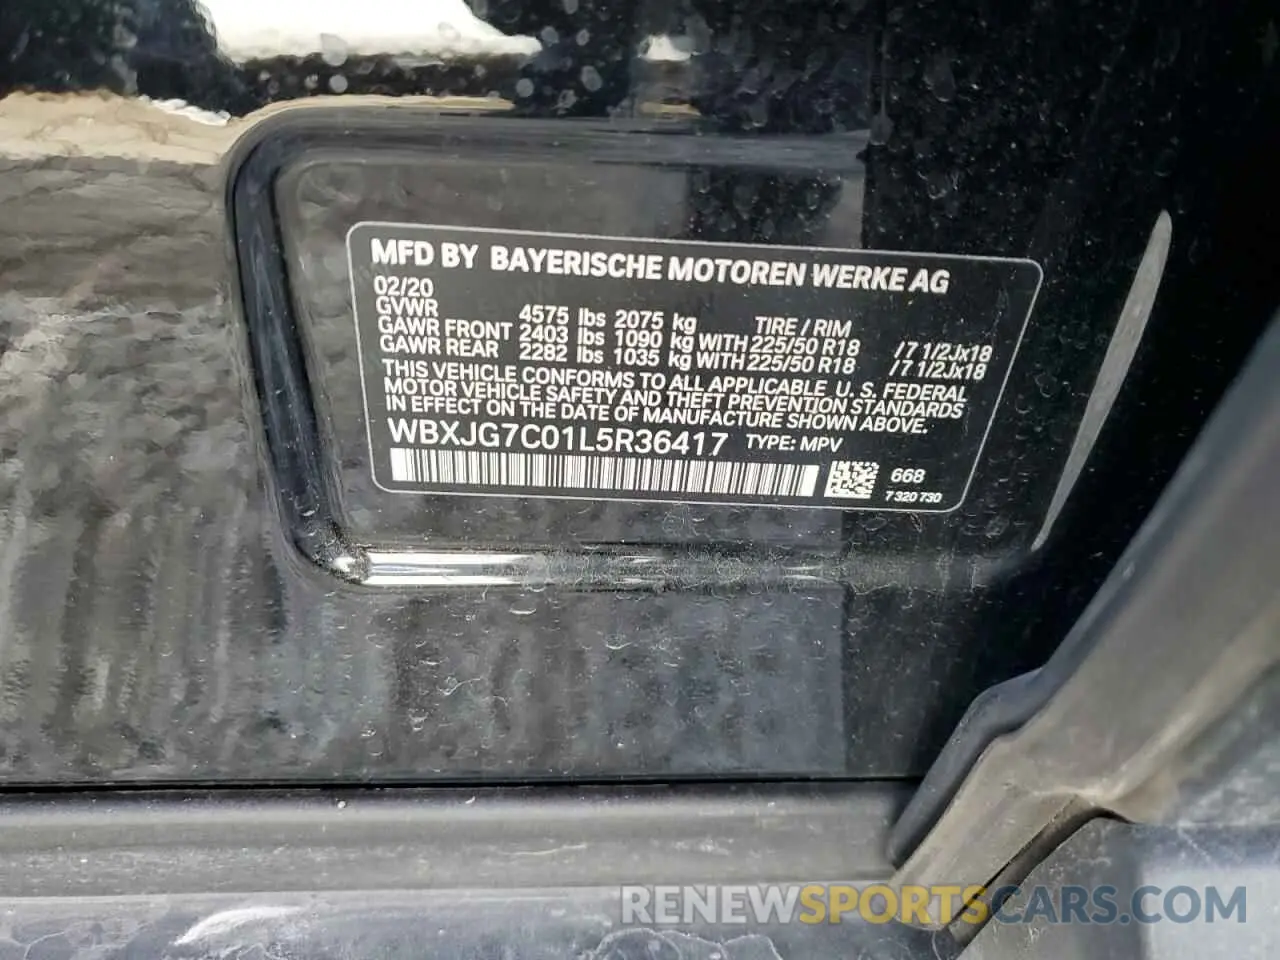 MFD BY BAYERISCHE MOTOREN WERKE AG
02/20
GVWR 4575 lbs 2075 kg TIRE / RIM
GAWR FRONT 2403 lbs 1090 kg WITH 225/50 R18 / 7 1/2Jx18
GAWR REAR 2282 lbs 1035 kg WITH 225/50 R18 / 7 1/2Jx18
THIS VEHICLE CONFORMS TO ALL APPLICABLE U. S. FEDERAL
MOTOR VEHICLE SAFETY AND THEFT PREVENTION STANDARDS
IN EFFECT ON THE DATE OF MANUFACTURE SHOWN ABOVE.
WBXJG7C01L5R36417 TYPE: MPV
668
7 320 730
RENEWSPORTSCARS.COM